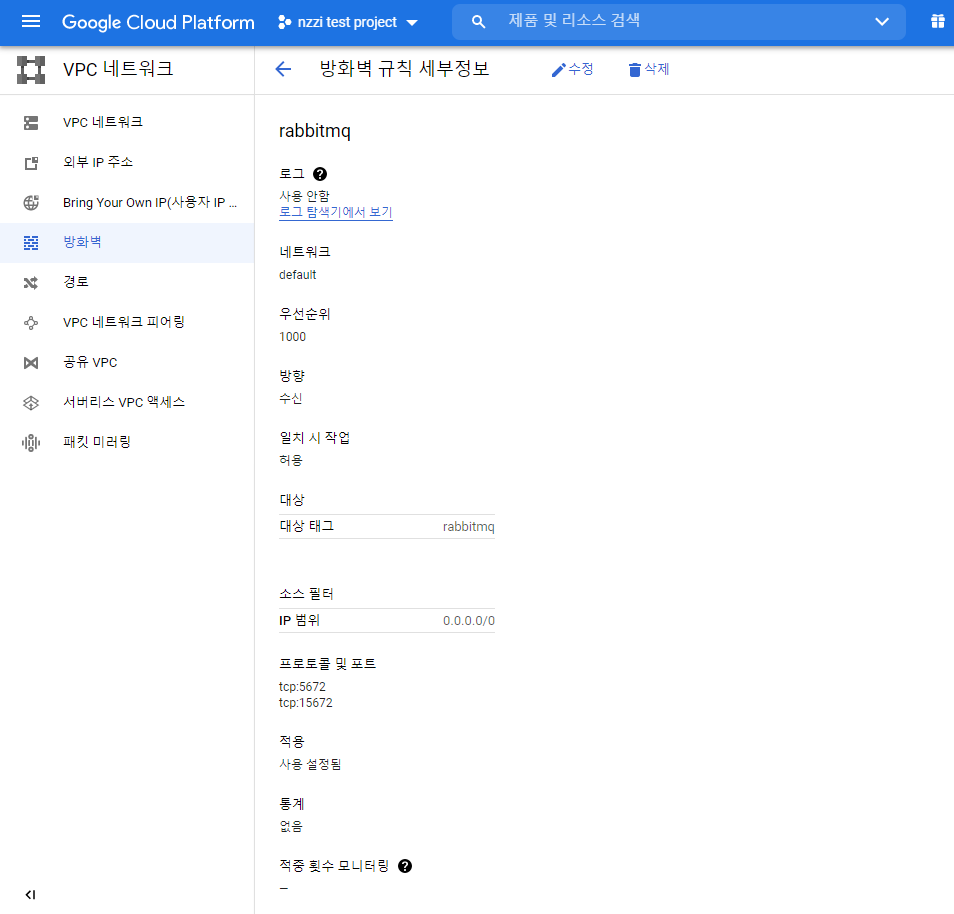 Google Cloud Platform
nzzi test project
제품 및 리소스 검색
VPC 네트워크
방화벽 규칙 세부정보
수정
삭제
VPC 네트워크
외부 IP 주소
Bring Your Own IP(사용자 IP ...
방화벽
경로
VPC 네트워크 피어링
공유 VPC
서버리스 VPC 액세스
패킷 미러링
rabbitmq
로그
사용 안함
로그 탐색기에서 보기
네트워크
default
우선순위
1000
방향
수신
일치 시 작업
허용
대상
대상 태그 rabbitmq
소스 필터
IP 범위 0.0.0.0/0
프로토콜 및 포트
tcp:5672
tcp:15672
적용
사용 설정됨
통계
없음
적중 횟수 모니터링
—